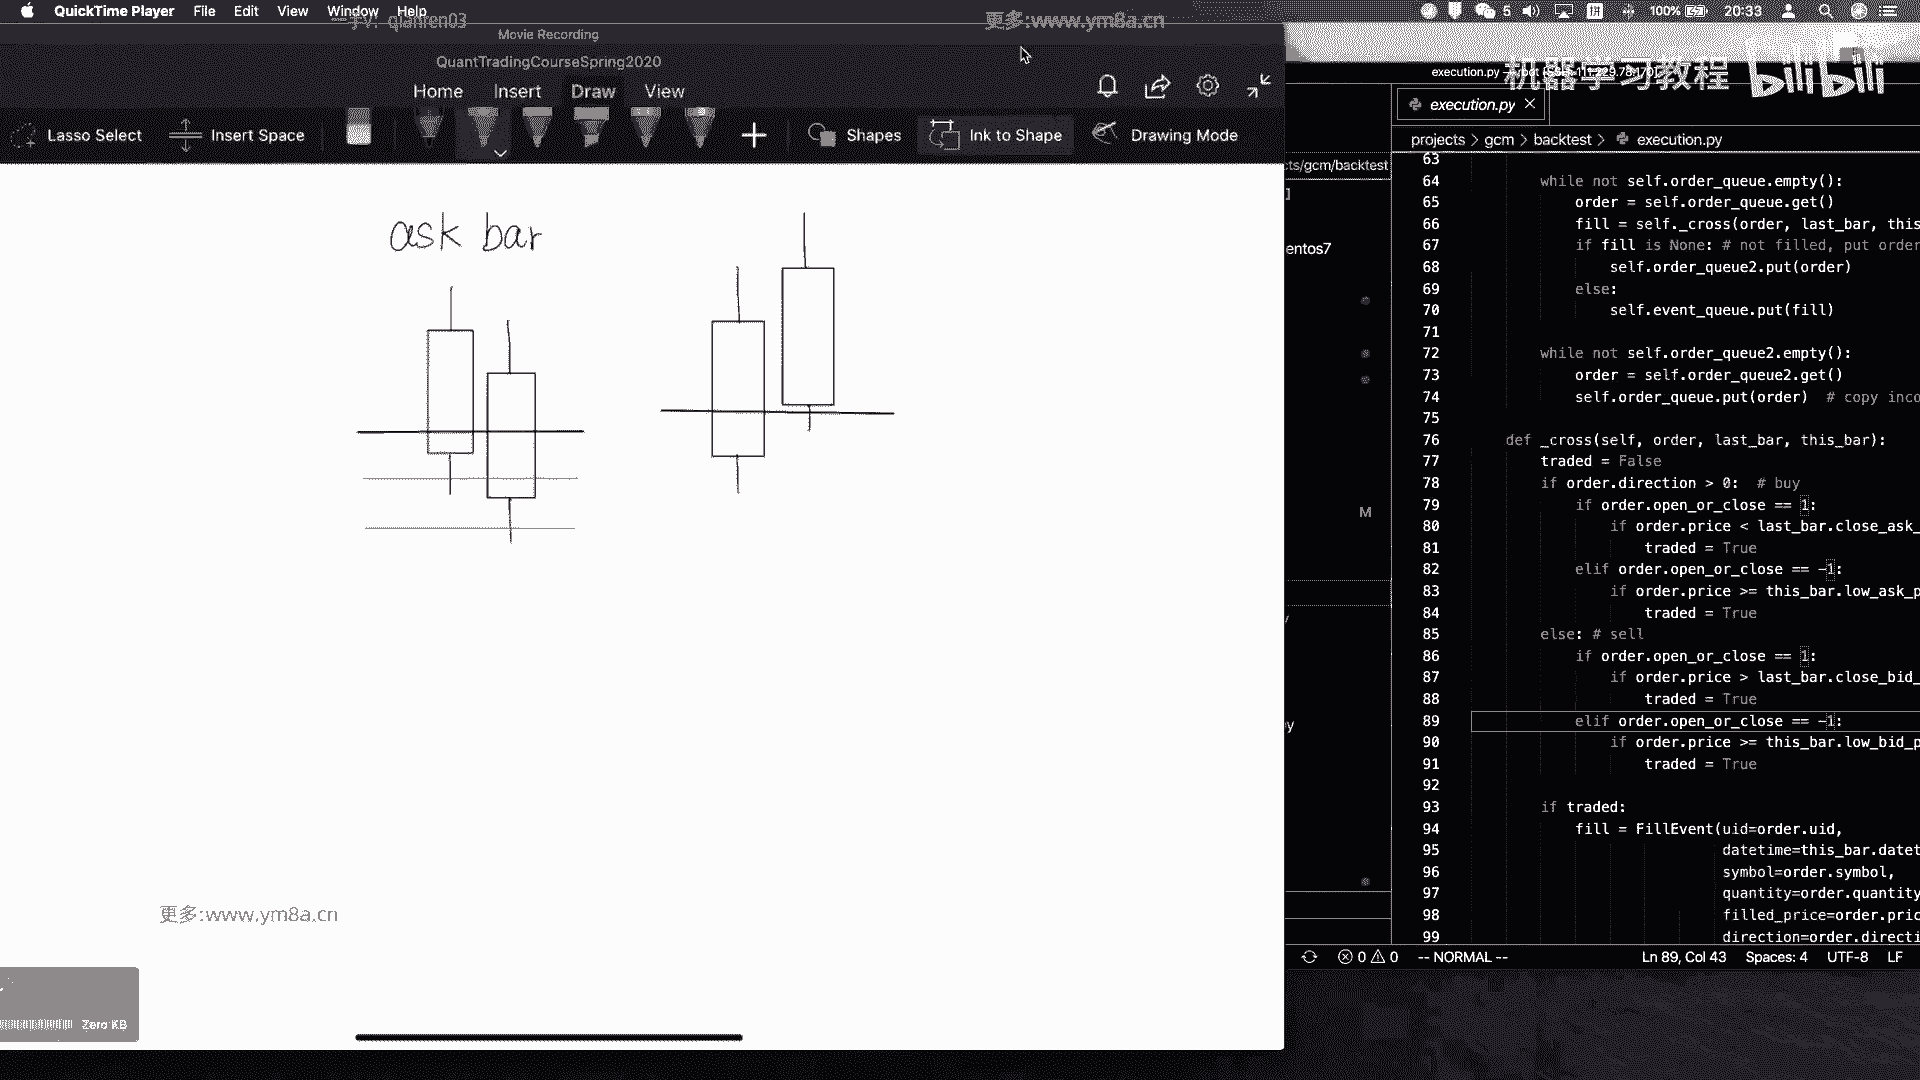 QuickTime Player File Edit View Window Help
5 100% 20:33
一手v: qianren03
更多:www.ym8a.cn
Movie Recording
QuantTradingCourseSpring2020
Home Insert Draw View
Lasso Select Insert Space Shapes Ink to Shape Drawing Mode
ask bar
更多:www.ym8a.cn
Zero KB
机器学习教程 bilibili
execution.py
projects > gcm > backtest > execution.py
cts/gcm/backtest
]
entos7
M
63
64 while not self.order_queue.empty():
65 order = self.order_queue.get()
66 fill = self._cross(order, last_bar, this
67 if fill is None: # not filled, put order
68 self.order_queue2.put(order)
69 else:
70 self.event_queue.put(fill)
71
72 while not self.order_queue2.empty():
73 order = self.order_queue2.get()
74 self.order_queue.put(order) # copy inco
75
76 def _cross(self, order, last_bar, this_bar):
77 traded = False
78 if order.direction > 0: # buy
79 if order.open_or_close == 1:
80 if order.price < last_bar.close_ask_
81 traded = True
82 elif order.open_or_close == -1:
83 if order.price >= this_bar.low_ask_p
84 traded = True
85 else: # sell
86 if order.open_or_close == 1:
87 if order.price > last_bar.close_bid_
88 traded = True
89 elif order.open_or_close == -1:
90 if order.price >= this_bar.low_bid_p
91 traded = True
92
93 if traded:
94 fill = FillEvent(uid=order.uid,
95 datetime=this_bar.datet
96 symbol=order.symbol,
97 quantity=order.quantity
98 filled_price=order.pric
99 direction=order.directi
0 0 -- NORMAL -- Ln 89, Col 43 Spaces: 4 UTF-8 LF